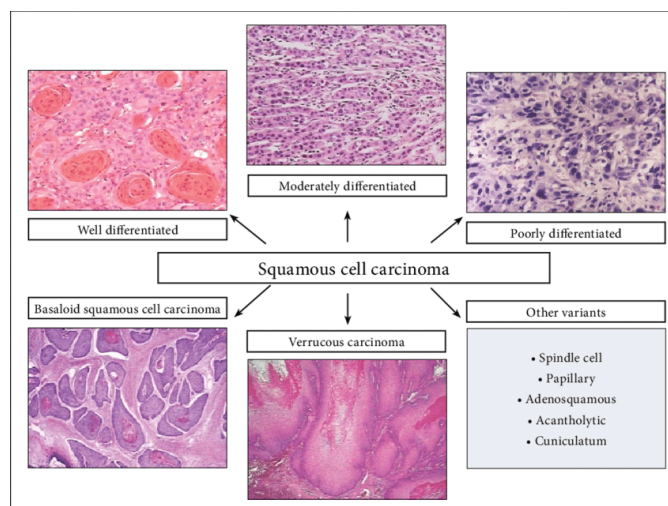 Moderately differentiated
Well differentiated
Poorly differentiated
Squamous cell carcinoma
Basaloid squamous cell carcinoma
Verrucous carcinoma
Other variants
• Spindle cell
• Papillary
• Adenosquamous
• Acantholytic
• Cuniculatum